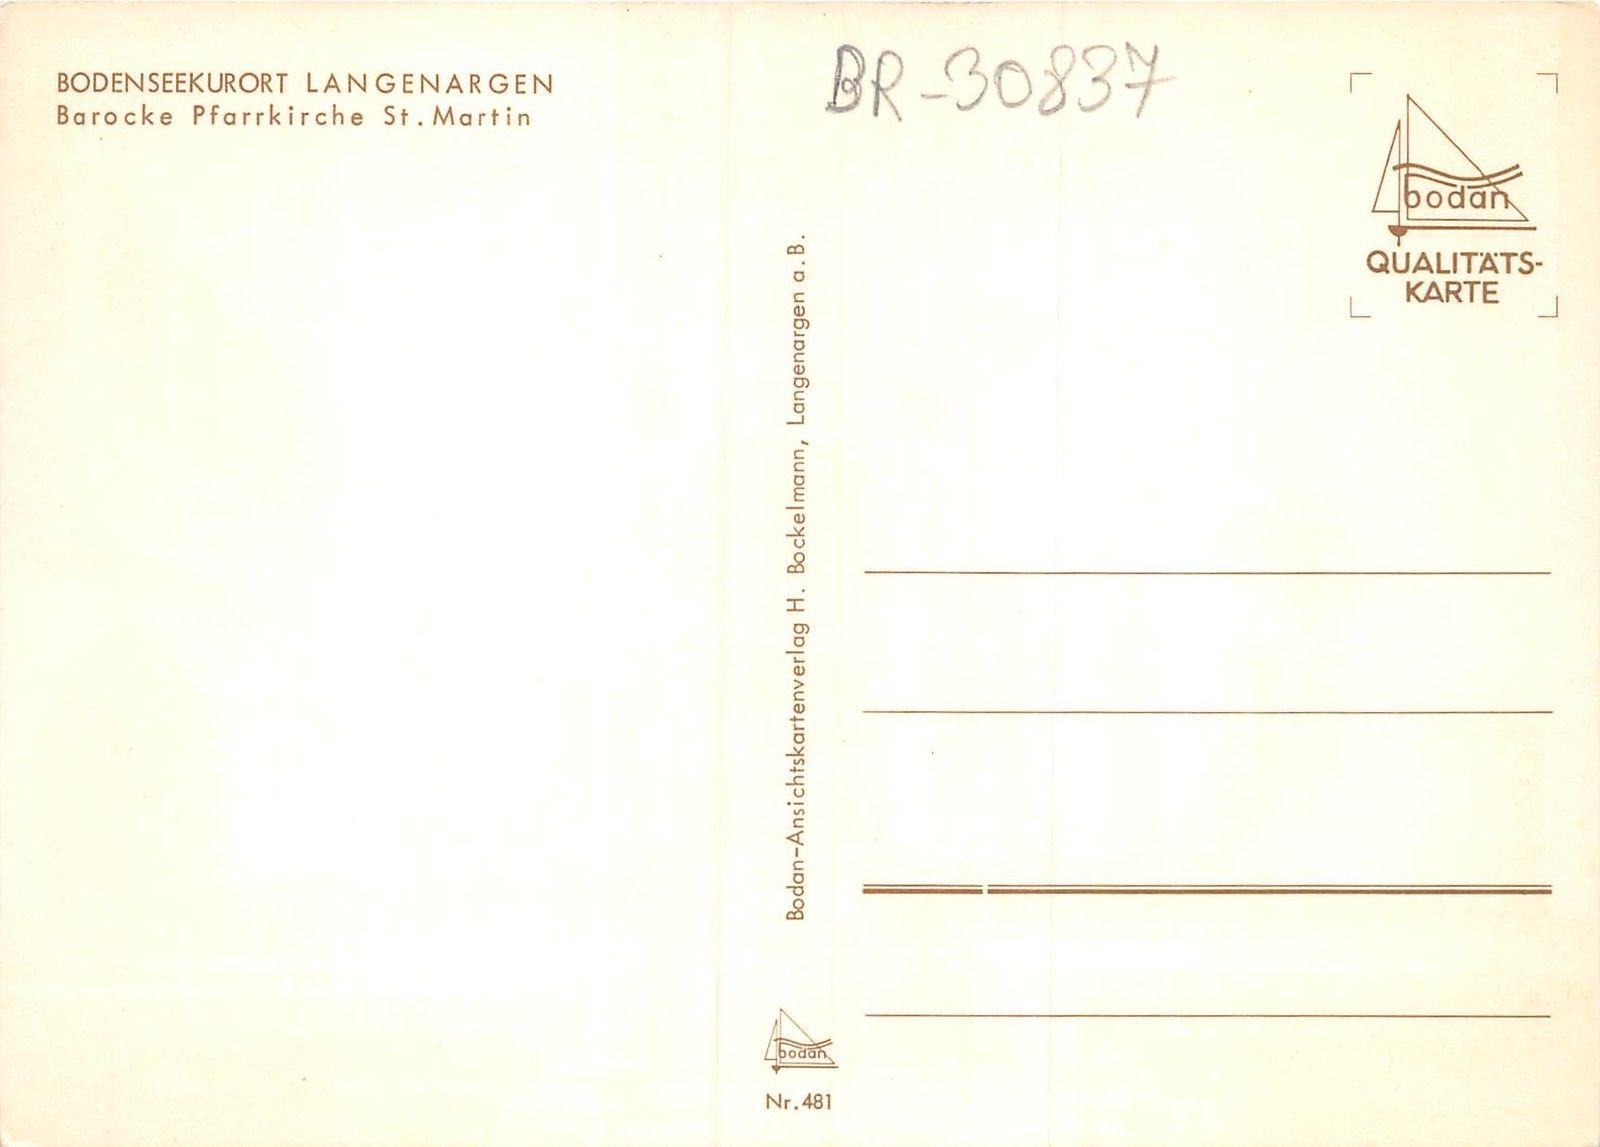 BODENSEEKURORT LANGENARGEN
Barocke Pfarrkirche St. Martin
BR-30837
bodan
QUALITÄTS-
KARTE
Bodan-Ansichtskartenverlag H. Bockelmann, Langenargen a. B.
bodan
Nr. 481